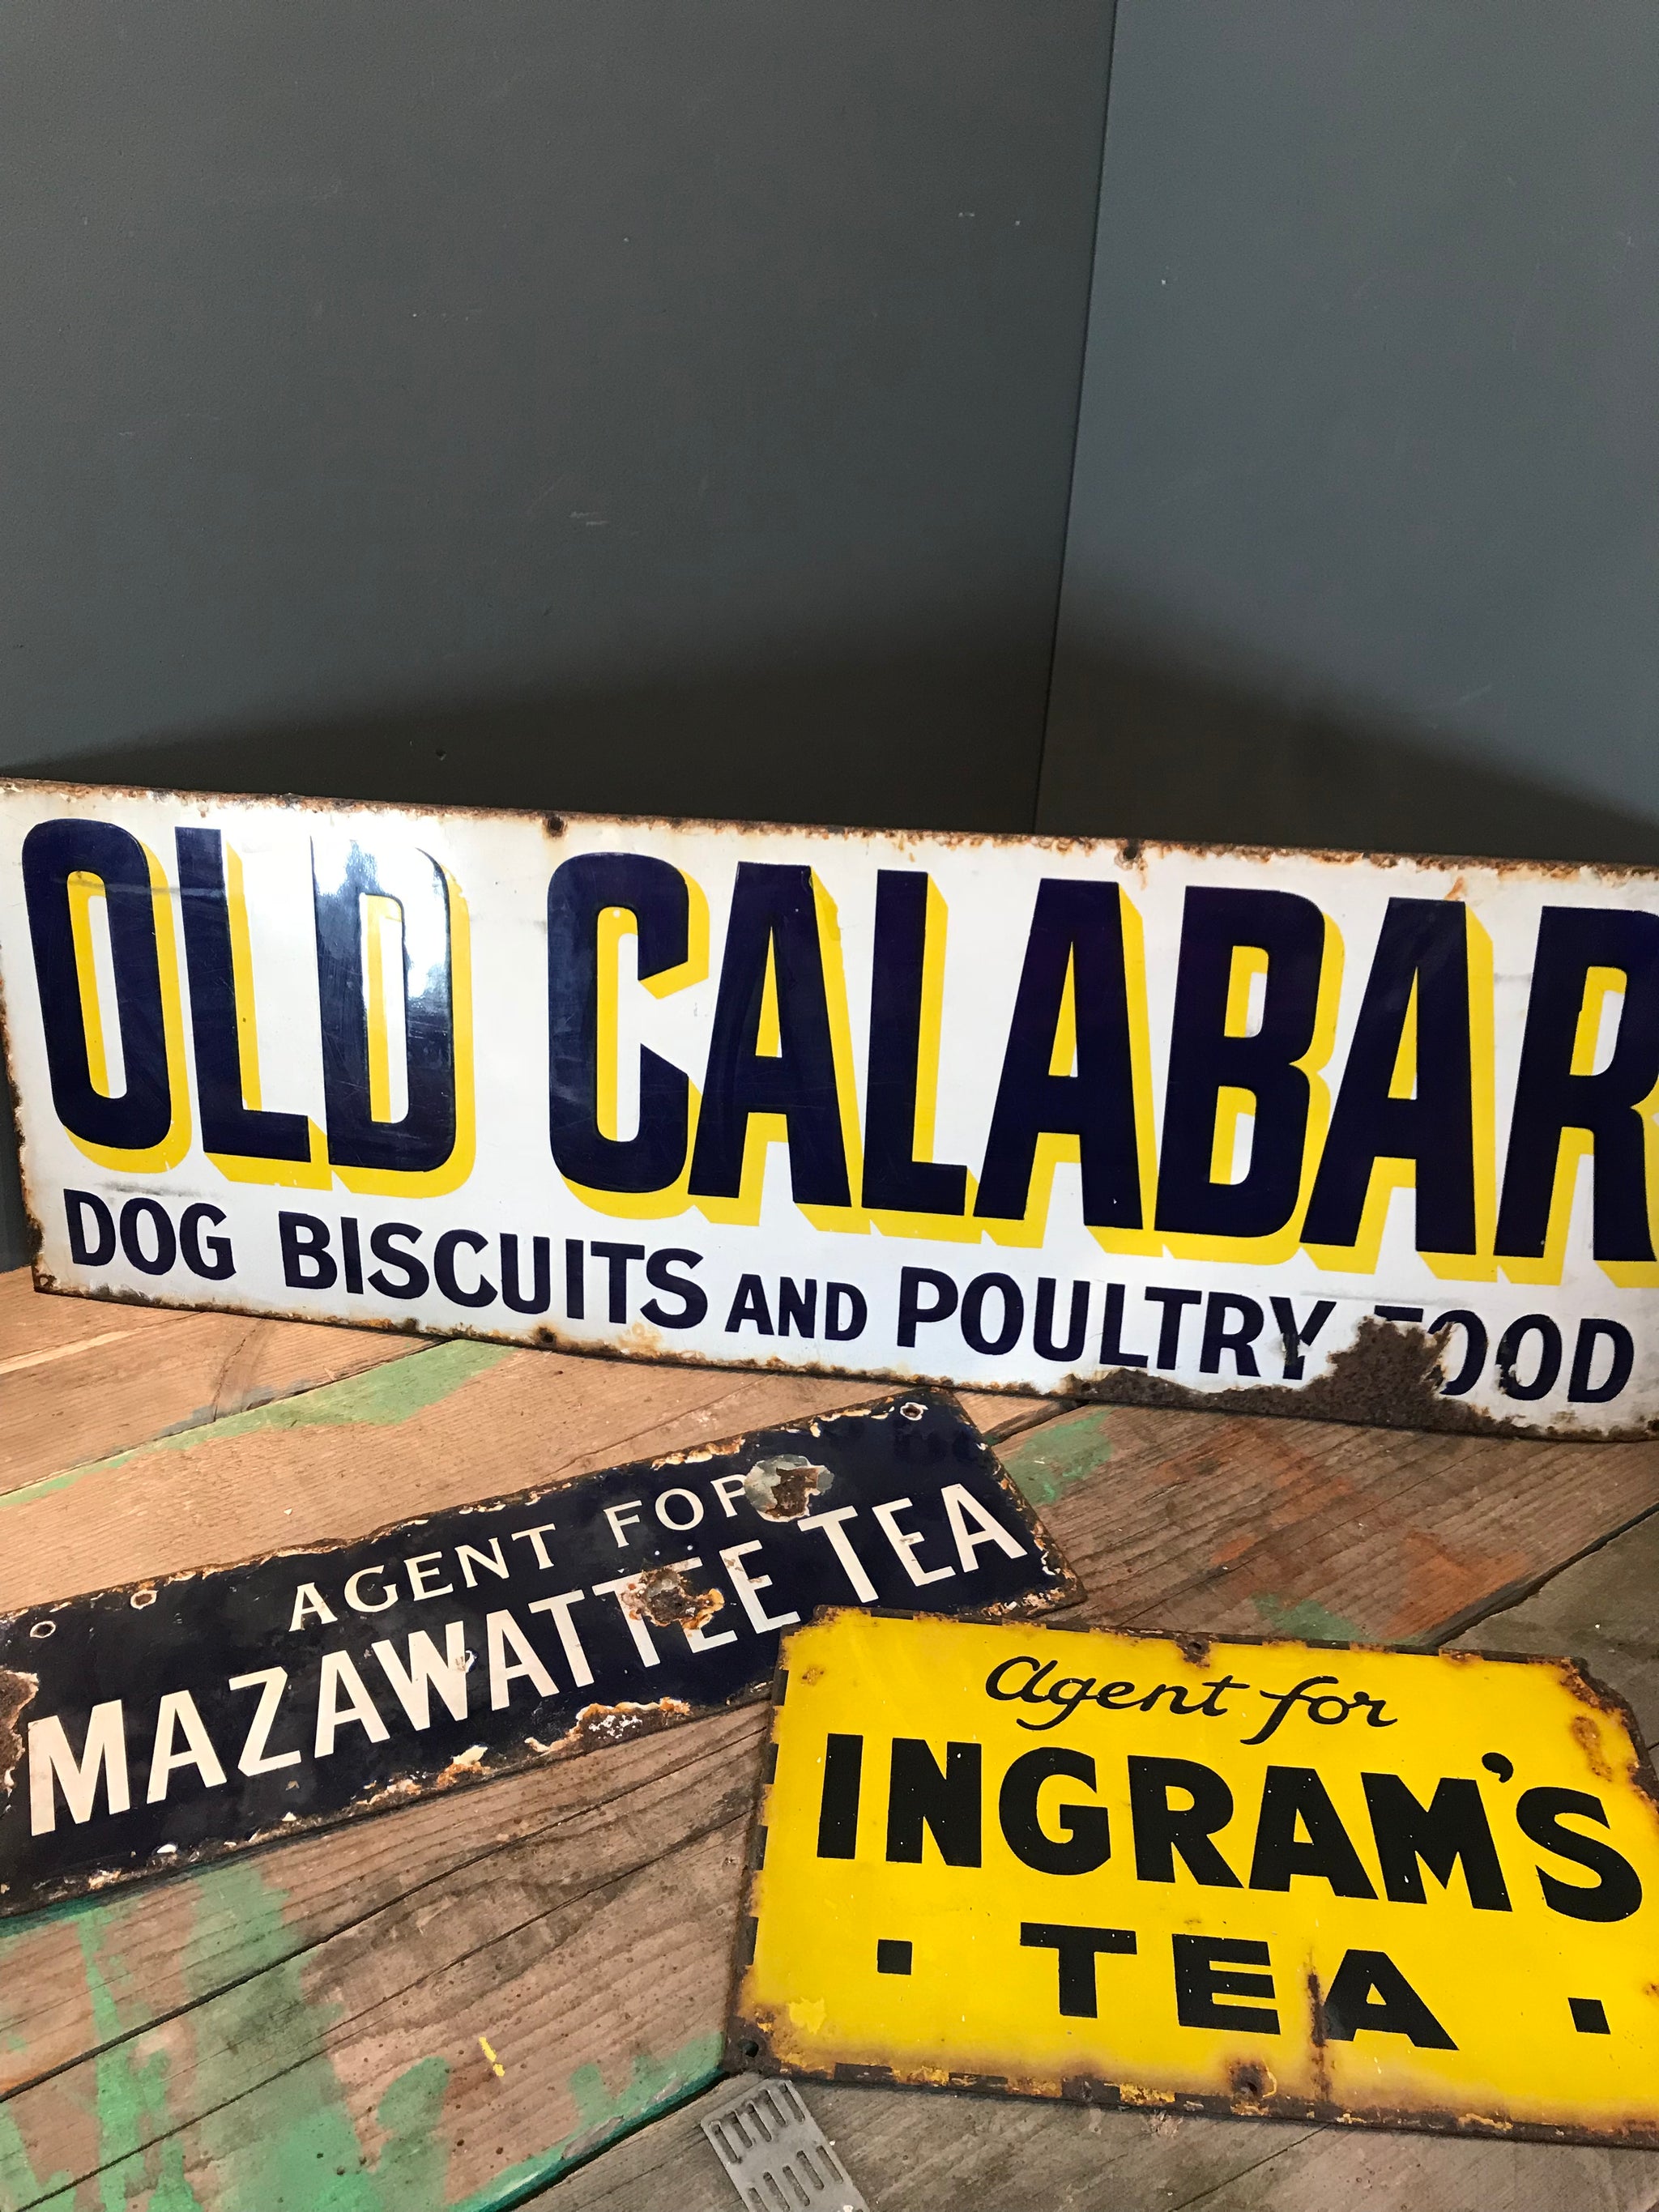 OLD CALABAR
DOG BISCUITS AND POULTRY FOOD
AGENT FOR
MAZAWATTEE TEA
Agent for
INGRAM'S
· TEA ·